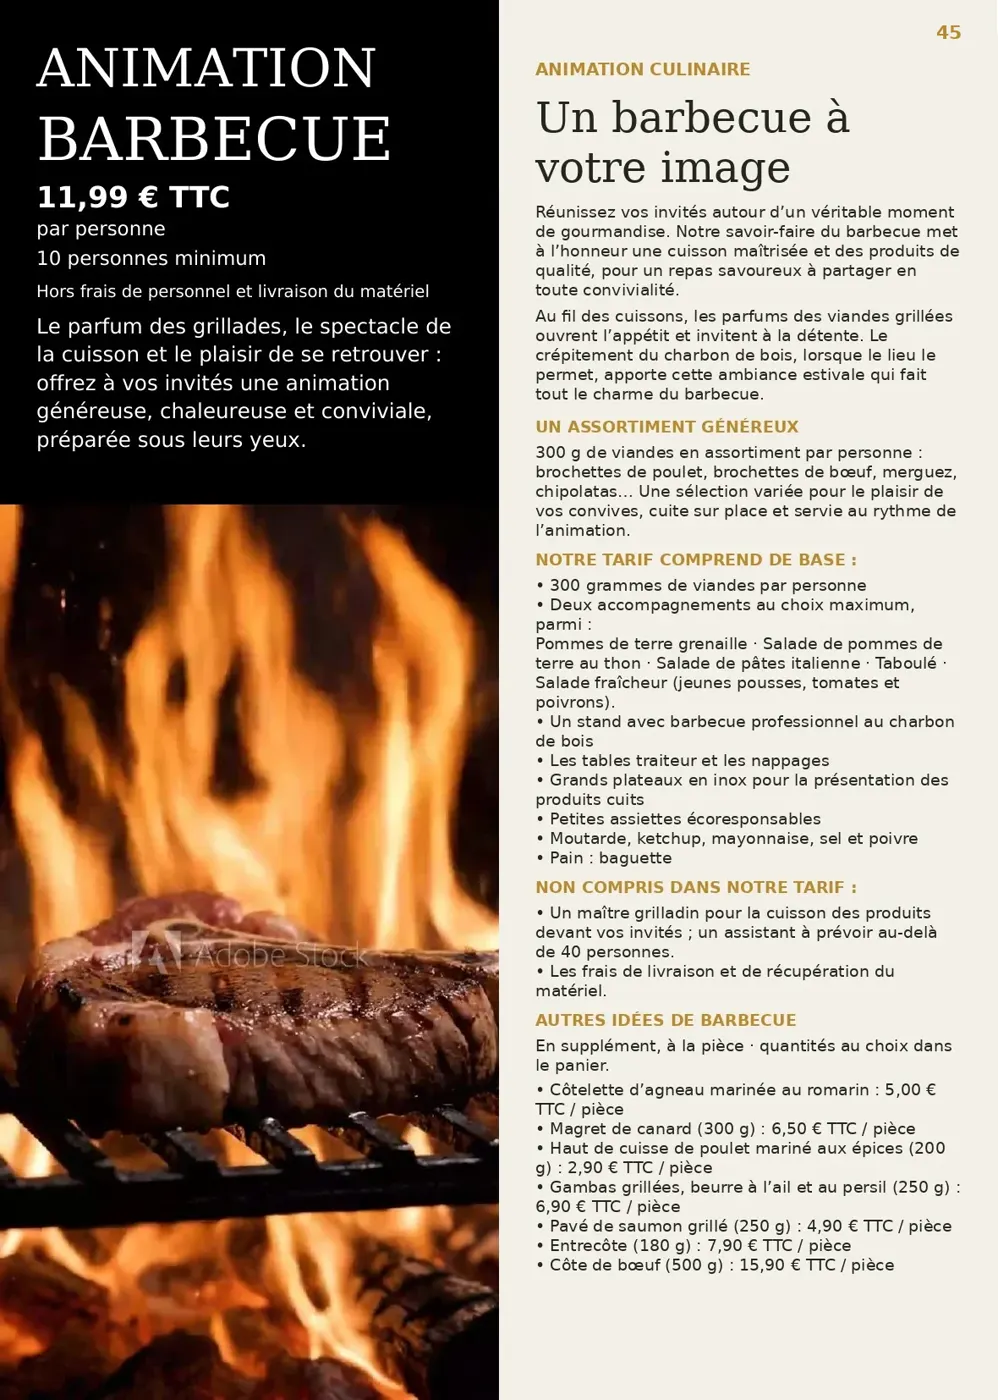 ANIMATION
BARBECUE
11,99 € TTC
par personne
10 personnes minimum
Hors frais de personnel et livraison du matériel
Le parfum des grillades, le spectacle de
la cuisson et le plaisir de se retrouver :
offrez à vos invités une animation
généreuse, chaleureuse et conviviale,
préparée sous leurs yeux.
Adobe Stock
45
ANIMATION CULINAIRE
Un barbecue à
votre image
Réunissez vos invités autour d’un véritable moment
de gourmandise. Notre savoir-faire du barbecue met
à l’honneur une cuisson maîtrisée et des produits de
qualité, pour un repas savoureux à partager en
toute convivialité.
Au fil des cuissons, les parfums des viandes grillées
ouvrent l’appétit et invitent à la détente. Le
crépitement du charbon de bois, lorsque le lieu le
permet, apporte cette ambiance estivale qui fait
tout le charme du barbecue.
UN ASSORTIMENT GÉNÉREUX
300 g de viandes en assortiment par personne :
brochettes de poulet, brochettes de bœuf, merguez,
chipolatas… Une sélection variée pour le plaisir de
vos convives, cuite sur place et servie au rythme de
l’animation.
NOTRE TARIF COMPREND DE BASE :
• 300 grammes de viandes par personne
• Deux accompagnements au choix maximum,
parmi :
Pommes de terre grenaille · Salade de pommes de
terre au thon · Salade de pâtes italienne · Taboulé ·
Salade fraîcheur (jeunes pousses, tomates et
poivrons).
• Un stand avec barbecue professionnel au charbon
de bois
• Les tables traiteur et les nappages
• Grands plateaux en inox pour la présentation des
produits cuits
• Petites assiettes écoresponsables
• Moutarde, ketchup, mayonnaise, sel et poivre
• Pain : baguette
NON COMPRIS DANS NOTRE TARIF :
• Un maître grilladin pour la cuisson des produits
devant vos invités ; un assistant à prévoir au-delà
de 40 personnes.
• Les frais de livraison et de récupération du
matériel.
AUTRES IDÉES DE BARBECUE
En supplément, à la pièce · quantités au choix dans
le panier.
• Côtelette d’agneau marinée au romarin : 5,00 €
TTC / pièce
• Magret de canard (300 g) : 6,50 € TTC / pièce
• Haut de cuisse de poulet mariné aux épices (200
g) : 2,90 € TTC / pièce
• Gambas grillées, beurre à l’ail et au persil (250 g) :
6,90 € TTC / pièce
• Pavé de saumon grillé (250 g) : 4,90 € TTC / pièce
• Entrecôte (180 g) : 7,90 € TTC / pièce
• Côte de bœuf (500 g) : 15,90 € TTC / pièce